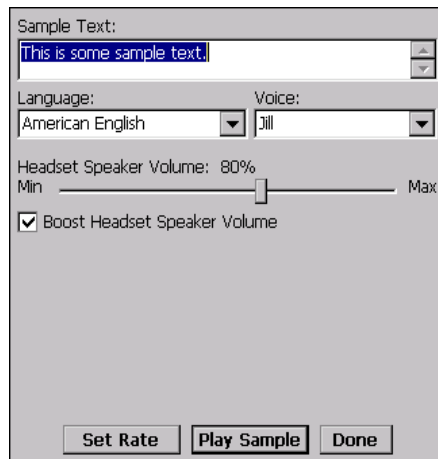 Sample Text:
This is some sample text.
Language: Voice:
American English Jill
Headset Speaker Volume: 80%
Min Max
Boost Headset Speaker Volume
Set Rate Play Sample Done